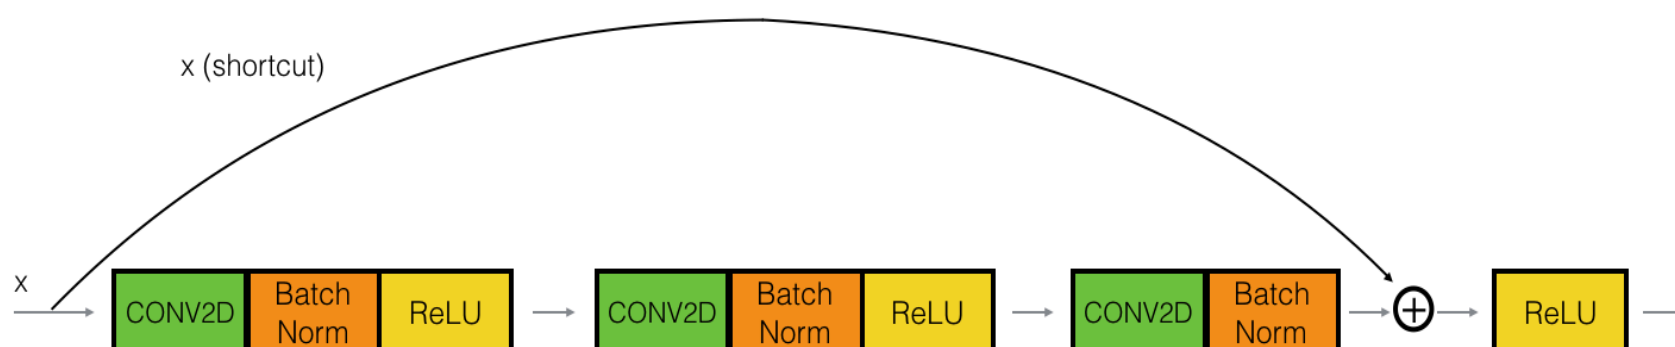 x (shortcut)
x
CONV2D
Batch
Norm
ReLU
CONV2D
Batch
Norm
ReLU
CONV2D
Batch
Norm
ReLU